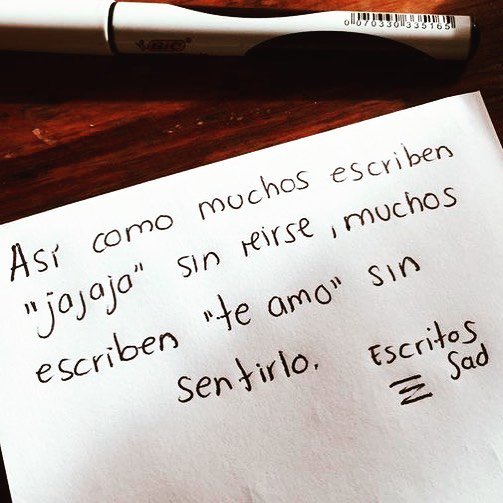 BIC
0 070330 335165
Así como muchos escriben
"jajaja" sin reirse, muchos
escriben "te amo" sin
sentirlo.
Escritos
Sad